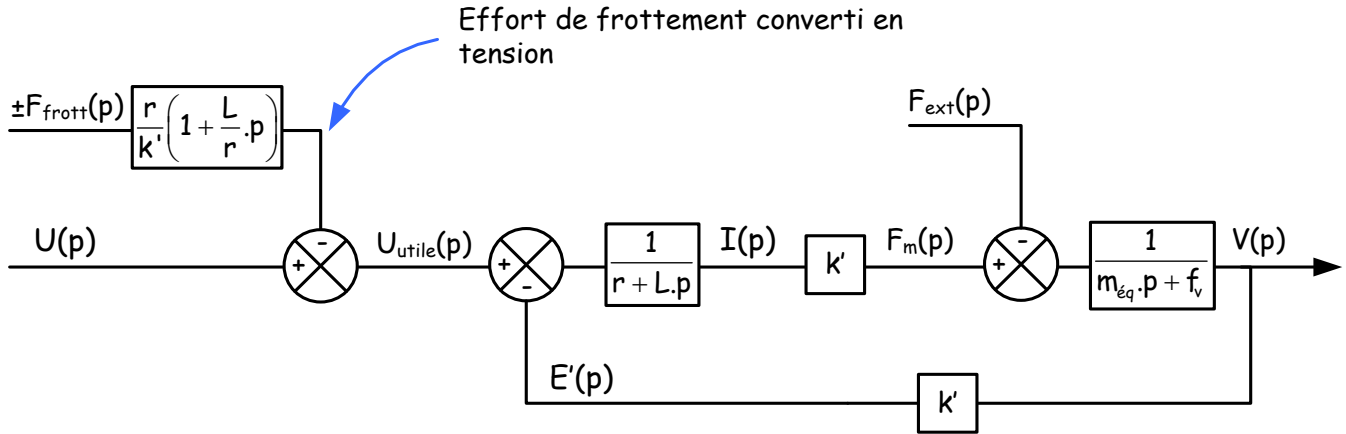 Effort de frottement converti en
tension
±F_frott(p)
r/k' (1 + L/r .p)
F_ext(p)
-
U(p)
+
U_utile(p)
+
-
1/(r + L.p)
I(p)
k'
F_m(p)
-
+
1/(m_éq.p + f_v)
V(p)
E'(p)
k'